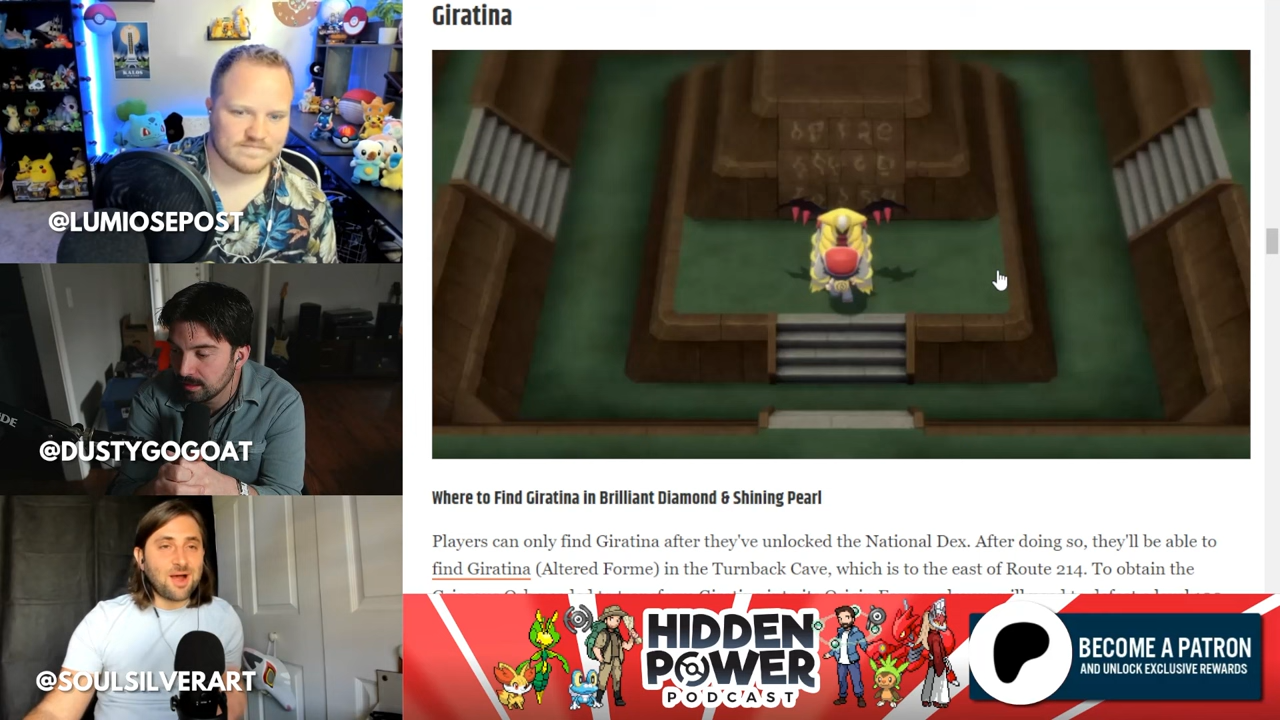 KALOS
@LUMIOSEPOST
@DUSTYGOGOAT
@SOULSILVERART
Giratina
Where to Find Giratina in Brilliant Diamond & Shining Pearl
Players can only find Giratina after they've unlocked the National Dex. After doing so, they'll be able to
find Giratina (Altered Forme) in the Turnback Cave, which is to the east of Route 214. To obtain the
HIDDEN
POWER
PODCAST
BECOME A PATRON
AND UNLOCK EXCLUSIVE REWARDS